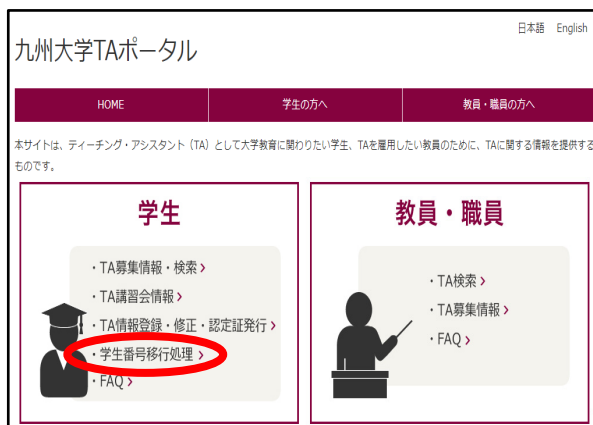 日本語 English
九州大学TAポータル
HOME 学生の方へ 教員・職員の方へ
本サイトは、ティーチング・アシスタント（TA）として大学教育に関わりたい学生、TAを雇用したい教員のために、TAに関する情報を提供する
ものです。
学生
・TA募集情報・検索 >
・TA講習会情報 >
・TA情報登録・修正・認定証発行 >
・学生番号移行処理 >
・FAQ >
教員・職員
・TA検索 >
・TA募集情報 >
・FAQ >